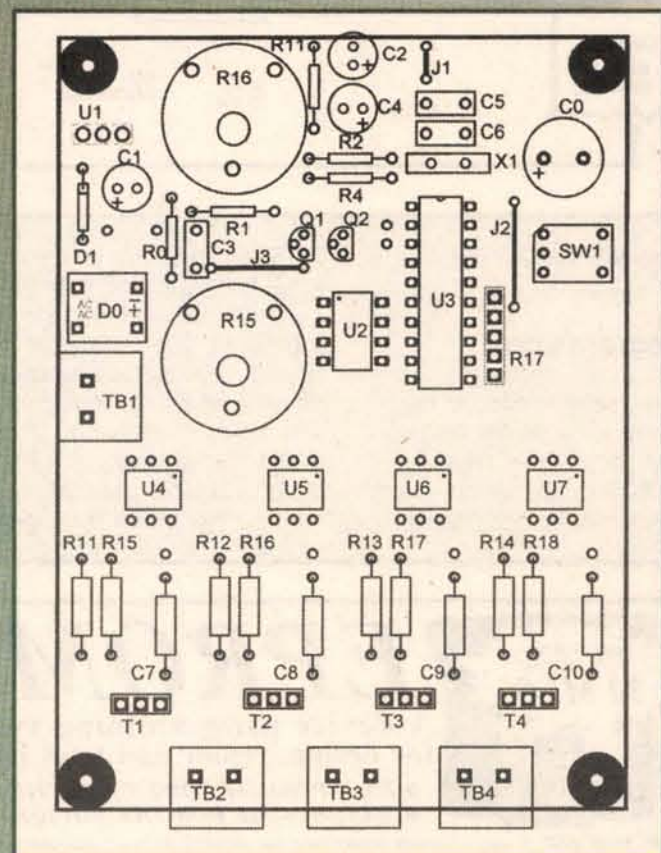 R11
C2
J1
R16
U1
C4
C5
C0
C6
C1
R2
X1
R4
Q1 Q2
R1
J2
D1
R0
C3
J3
SW1
AC
AC
D0
U3
R15
U2
R17
TB1
U4 U5 U6 U7
R11 R15 R12 R16 R13 R17 R14 R18
C7 C8 C9 C10
T1 T2 T3 T4
TB2 TB3 TB4